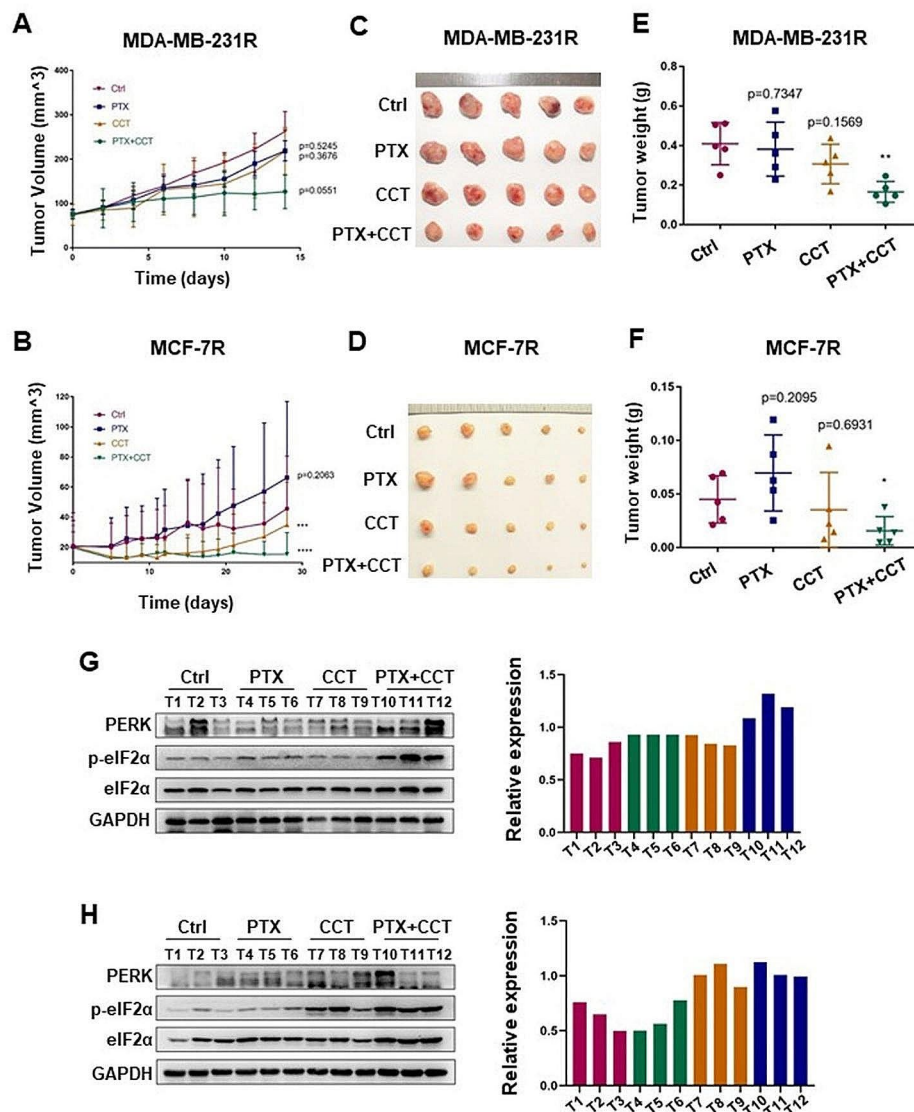 A
MDA-MB-231R
Tumor Volume (mm^3)
400
300
200
100
0
5
10
15
Time (days)
Ctrl
PTX
CCT
PTX+CCT
p=0.5245
p=0.3676
p=0.0551
C
MDA-MB-231R
Ctrl
PTX
CCT
PTX+CCT
E
MDA-MB-231R
Tumor weight (g)
0.8
0.6
0.4
0.2
0.0
p=0.7347
p=0.1569
**
Ctrl
PTX
CCT
PTX+CCT
B
MCF-7R
Tumor Volume (mm^3)
120
100
80
60
40
20
0
10
20
30
Time (days)
Ctrl
PTX
CCT
PTX+CCT
p=0.2063
***
****
D
MCF-7R
Ctrl
PTX
CCT
PTX+CCT
F
MCF-7R
Tumor weight (g)
0.15
0.10
0.05
0.00
p=0.2095
p=0.6931
*
Ctrl
PTX
CCT
PTX+CCT
G
Ctrl PTX CCT PTX+CCT
T1 T2 T3 T4 T5 T6 T7 T8 T9 T10 T11 T12
PERK
p-eIF2α
eIF2α
GAPDH
Relative expression
1.5
1.0
0.5
0.0
T1 T2 T3 T4 T5 T6 T7 T8 T9 T10 T11 T12
H
Ctrl PTX CCT PTX+CCT
T1 T2 T3 T4 T5 T6 T7 T8 T9 T10 T11 T12
PERK
p-eIF2α
eIF2α
GAPDH
Relative expression
1.5
1.0
0.5
0.0
T1 T2 T3 T4 T5 T6 T7 T8 T9 T10 T11 T12